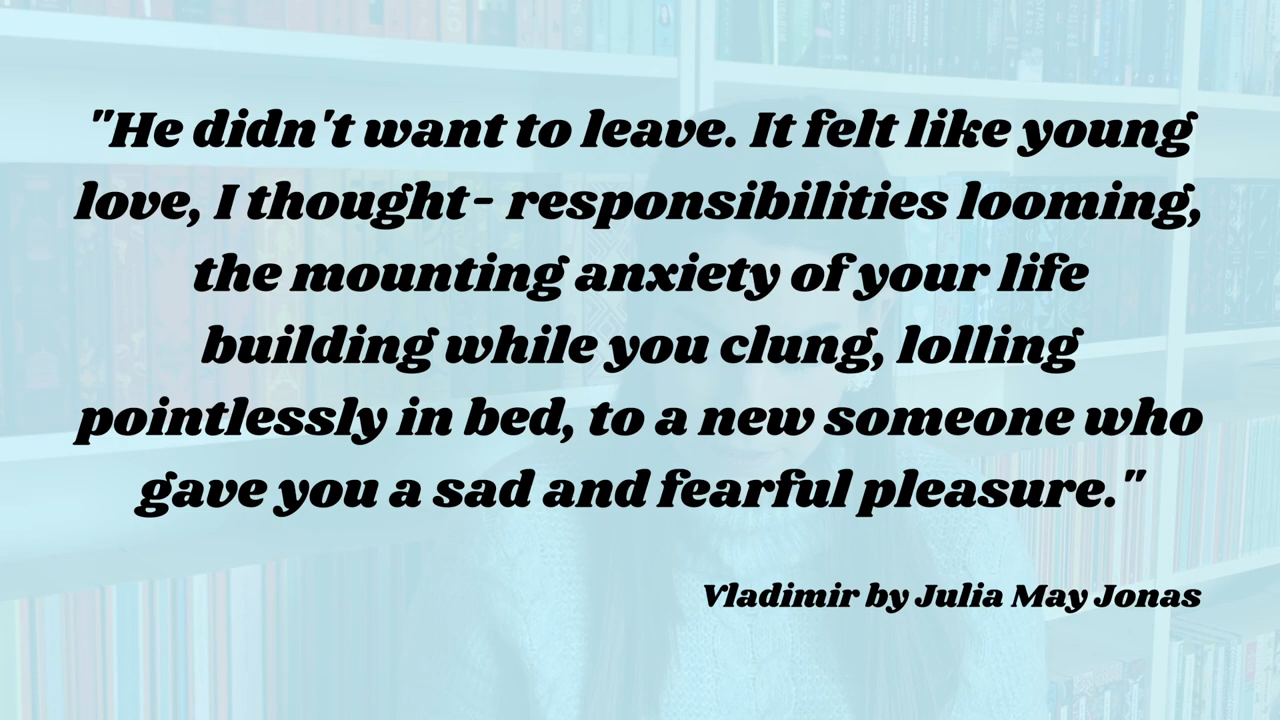 "He didn't want to leave. It felt like young
love, I thought- responsibilities looming,
the mounting anxiety of your life
building while you clung, lolling
pointlessly in bed, to a new someone who
gave you a sad and fearful pleasure."
Vladimir by Julia May Jonas